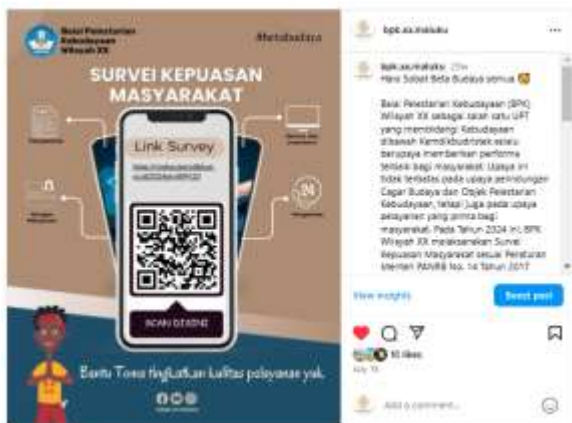 Balai Pelestarian
Kebudayaan
Wilayah XX
#betabudaya
SURVEI KEPUASAN
MASYARAKAT
Link Survey
24
SCAN DISINI
Bantu Toma tingkatkan kualitas pelayanan yuk.
bpk.xx.maluku
bpk.xx.maluku
Halo Sobat Beta Budaya semua
Balai Pelestarian Kebudayaan (BPK)
Wilayah XX sebagai salah satu UPT
yang membidangi Kebudayaan
dibawah Kemdikbudristek selalu
berupaya memberikan performa
terbaik bagi masyarakat. Upaya ini
tidak terbatas pada upaya perlindungan
Cagar Budaya dan Objek Pelestarian
Kebudayaan, tetapi juga pada upaya
pelayanan yang prima bagi
masyarakat. Pada Tahun 2024 ini, BPK
Wilayah XX melaksanakan Survei
Kepuasan Masyarakat sesuai Peraturan
Menteri PANRB No. 14 Tahun 2017
View insights
Boost post
10 likes
Add a comment...